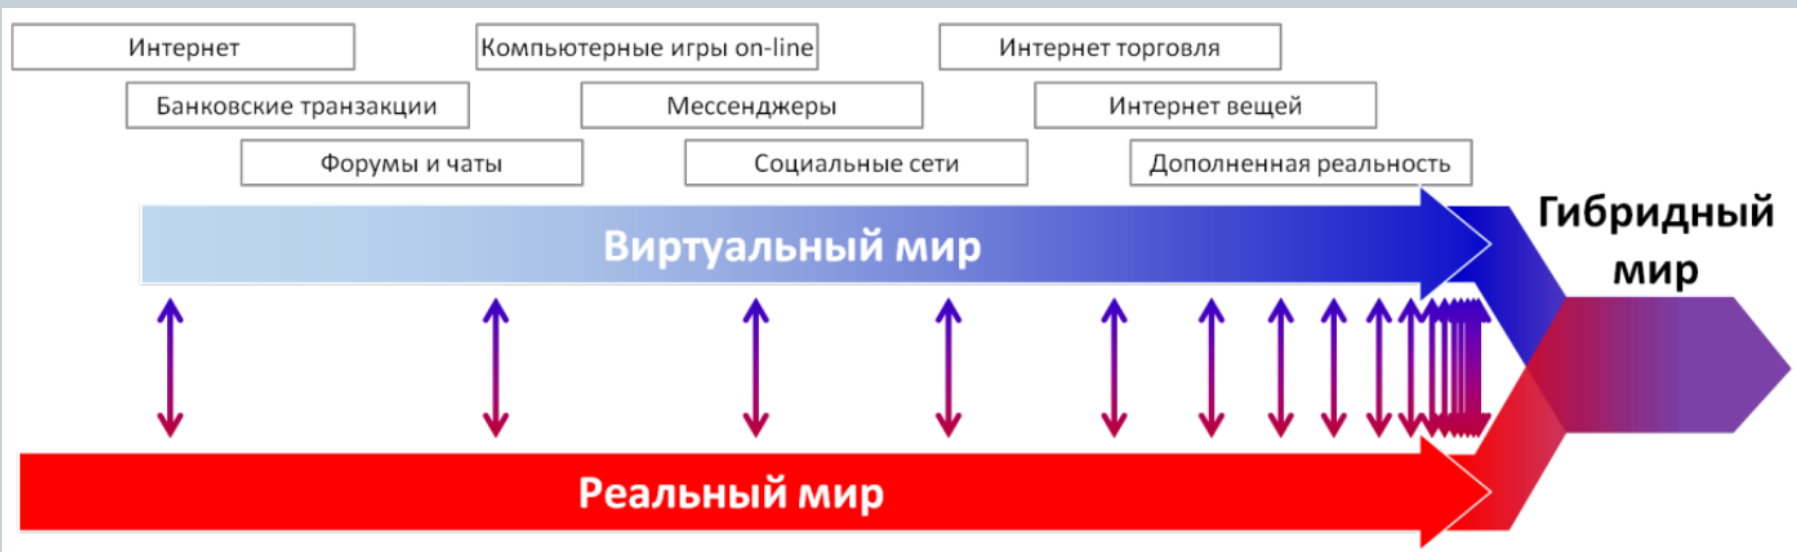 Интернет
Компьютерные игры on-line
Интернет торговля
Банковские транзакции
Мессенджеры
Интернет вещей
Форумы и чаты
Социальные сети
Дополненная реальность
Виртуальный мир
Гибридный
мир
Реальный мир